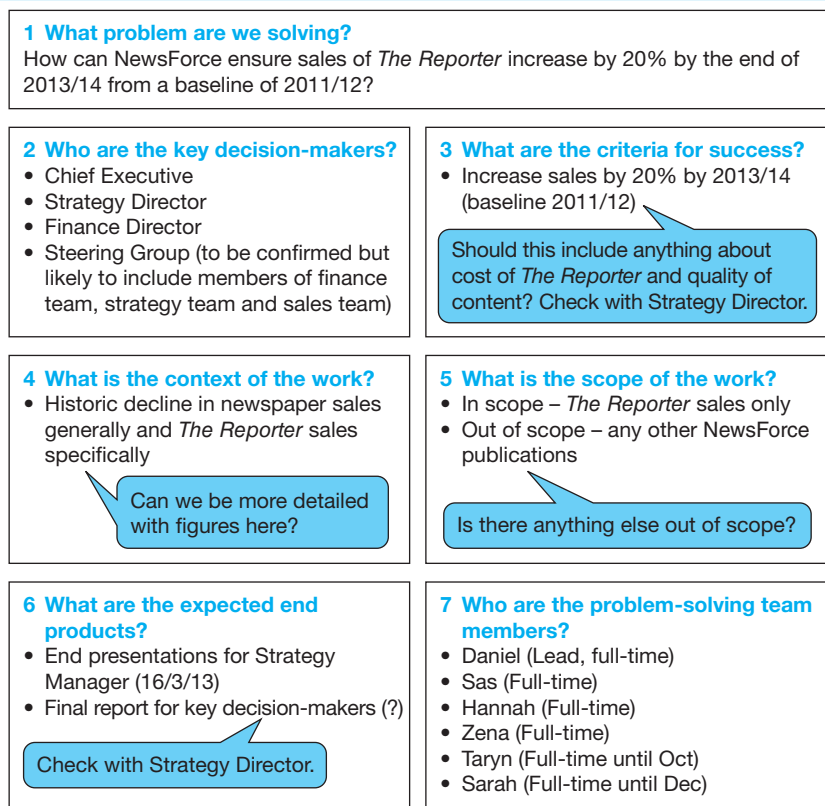 1 What problem are we solving?
How can NewsForce ensure sales of The Reporter increase by 20% by the end of
2013/14 from a baseline of 2011/12?
2 Who are the key decision-makers?
• Chief Executive
• Strategy Director
• Finance Director
• Steering Group (to be confirmed but
likely to include members of finance
team, strategy team and sales team)
3 What are the criteria for success?
• Increase sales by 20% by 2013/14
(baseline 2011/12)
Should this include anything about
cost of The Reporter and quality of
content? Check with Strategy Director.
4 What is the context of the work?
• Historic decline in newspaper sales
generally and The Reporter sales
specifically
Can we be more detailed
with figures here?
5 What is the scope of the work?
• In scope – The Reporter sales only
• Out of scope – any other NewsForce
publications
Is there anything else out of scope?
6 What are the expected end
products?
• End presentations for Strategy
Manager (16/3/13)
• Final report for key decision-makers (?)
Check with Strategy Director.
7 Who are the problem-solving team
members?
• Daniel (Lead, full-time)
• Sas (Full-time)
• Hannah (Full-time)
• Zena (Full-time)
• Taryn (Full-time until Oct)
• Sarah (Full-time until Dec)